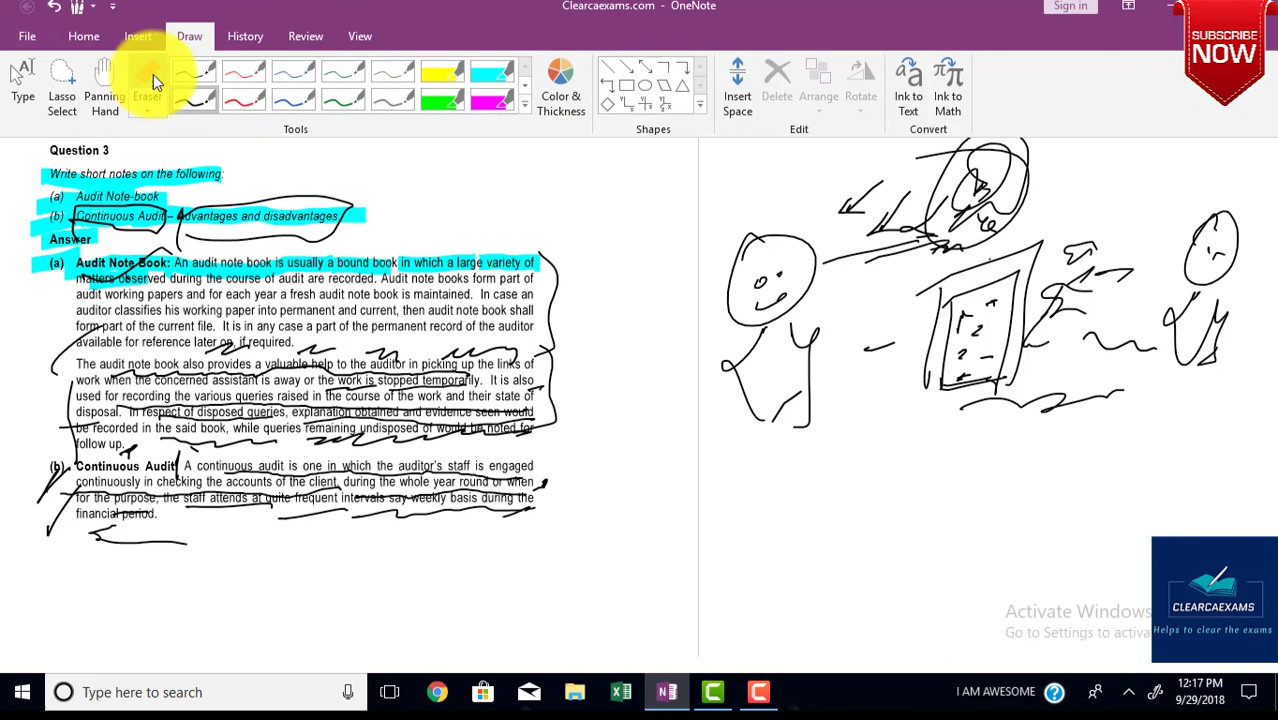 Clearcaexams.com - OneNote
Sign in
SUBSCRIBE
NOW
File Home Insert Draw History Review View
Type
Lasso Select
Panning Hand
Eraser
Color & Thickness
Insert Space
Delete
Arrange
Rotate
Ink to Text
Ink to Math
Tools Shapes Edit Convert
Question 3
Write short notes on the following:
(a) Audit Note-book
(b) Continuous Audit – Advantages and disadvantages
Answer
(a) Audit Note Book: An audit note book is usually a bound book in which a large variety of
matters observed during the course of audit are recorded. Audit note books form part of
audit working papers and for each year a fresh audit note book is maintained. In case an
auditor classifies his working paper into permanent and current, then audit note book shall
form part of the current file. It is in any case a part of the permanent record of the auditor
available for reference later on, if required.
The audit note book also provides a valuable help to the auditor in picking up the links of
work when the concerned assistant is away or the work is stopped temporarily. It is also
used for recording the various queries raised in the course of the work and their state of
disposal. In respect of disposed queries, explanation obtained and evidence seen would
be recorded in the said book, while queries remaining undisposed of would be noted for
follow up.
(b) Continuous Audit: A continuous audit is one in which the auditor's staff is engaged
continuously in checking the accounts of the client, during the whole year round or when
for the purpose, the staff attends at quite frequent intervals say weekly basis during the
financial period.
Activate Windows
Go to Settings to activa
CLEARCAEXAMS
Helps to clear the exams
Type here to search
I AM AWESOME
12:17 PM
9/29/2018